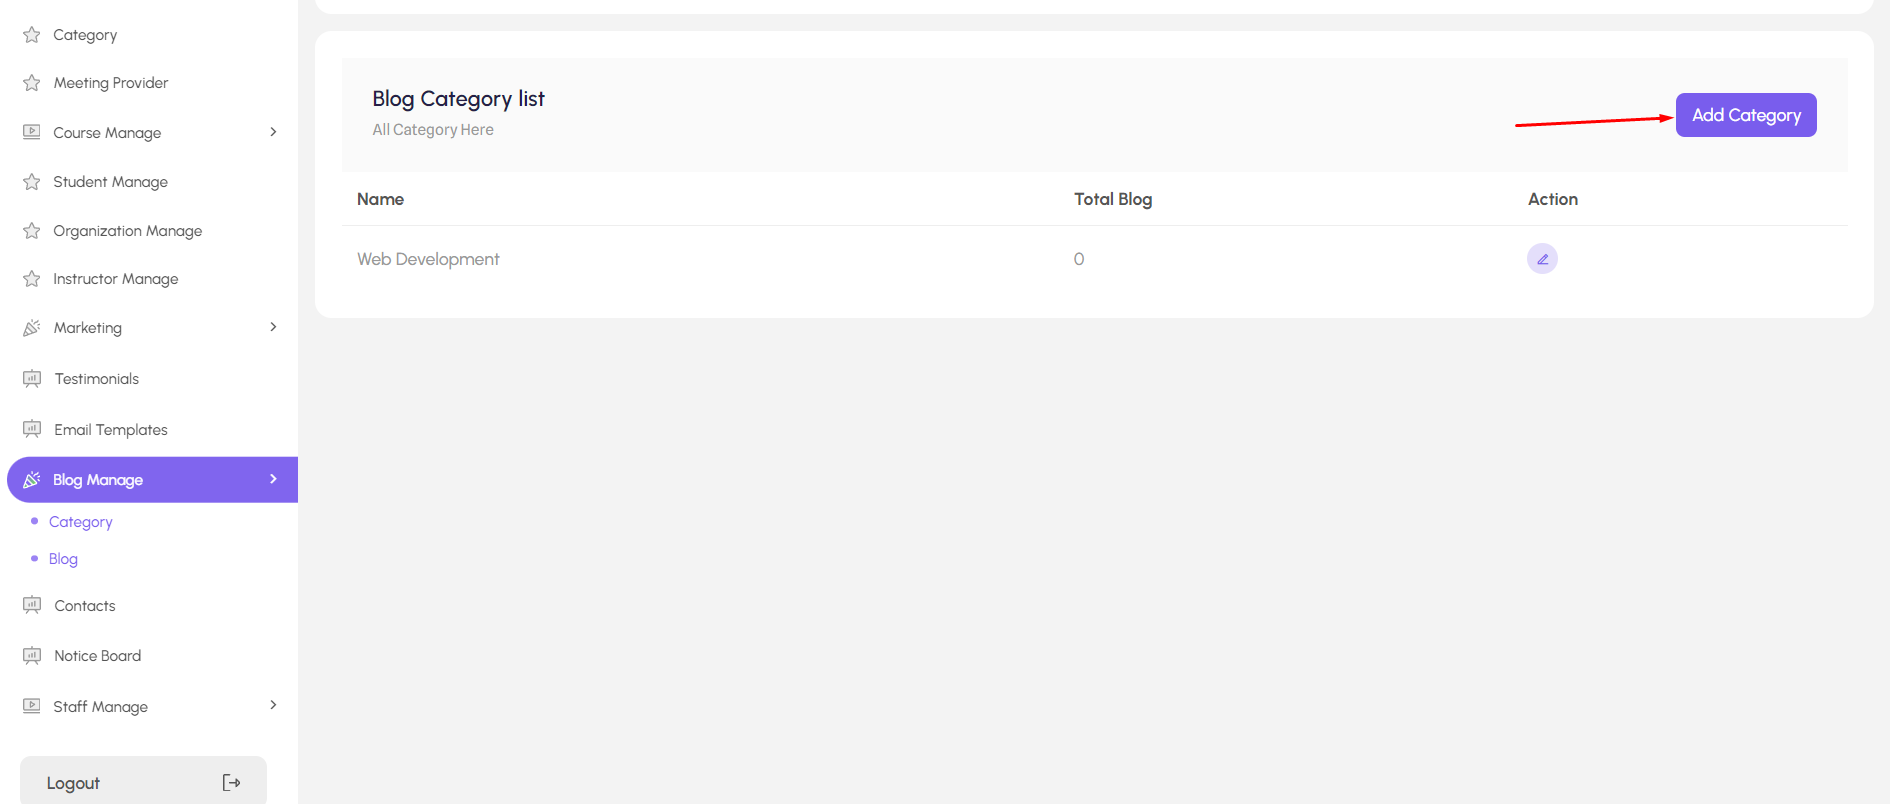 Category
Meeting Provider
Course Manage
Student Manage
Organization Manage
Instructor Manage
Marketing
Testimonials
Email Templates
Blog Manage
Category
Blog
Contacts
Notice Board
Staff Manage
Logout
Blog Category list
All Category Here
Add Category
Name Total Blog Action
Web Development 0